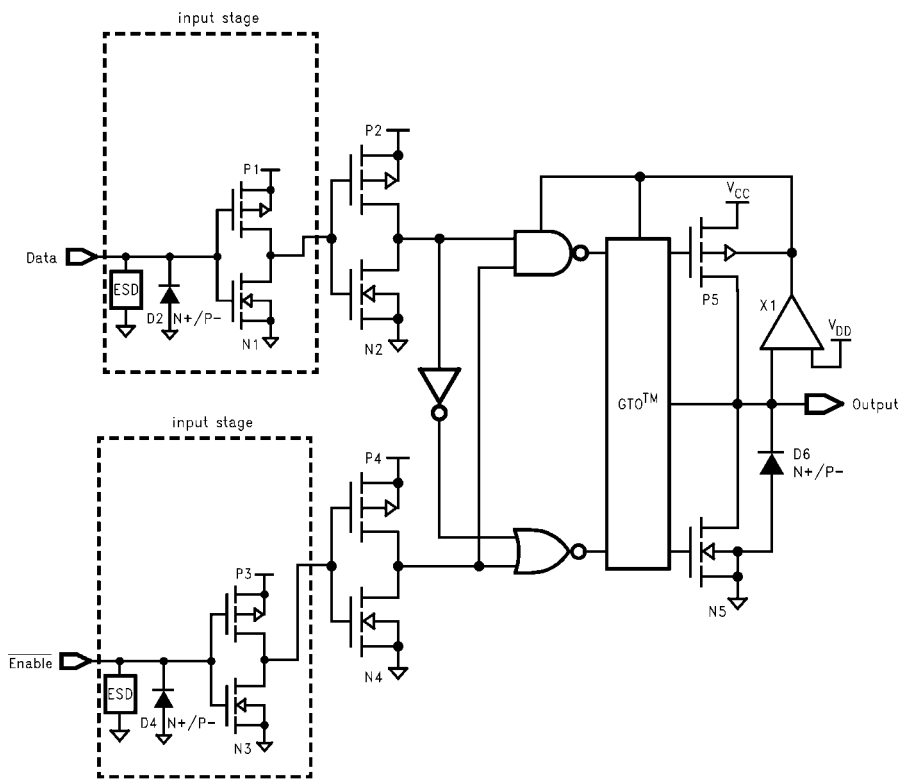 input stage
P2
P1
V_CC
Data
ESD
P5
X1
D2 N+/P-
V_DD
N1
N2
GTO™
Output
input stage
D6
N+/P-
P4
P3
N5
Enable
ESD
N4
D4 N+/P-
N3